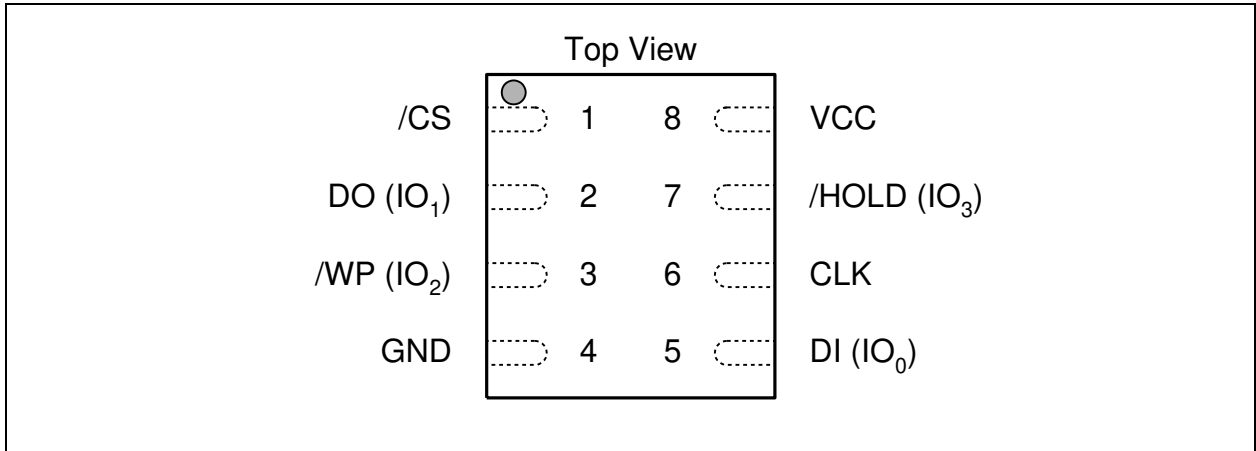 Top View
/CS 1 8 VCC
DO (IO₁) 2 7 /HOLD (IO₃)
/WP (IO₂) 3 6 CLK
GND 4 5 DI (IO₀)